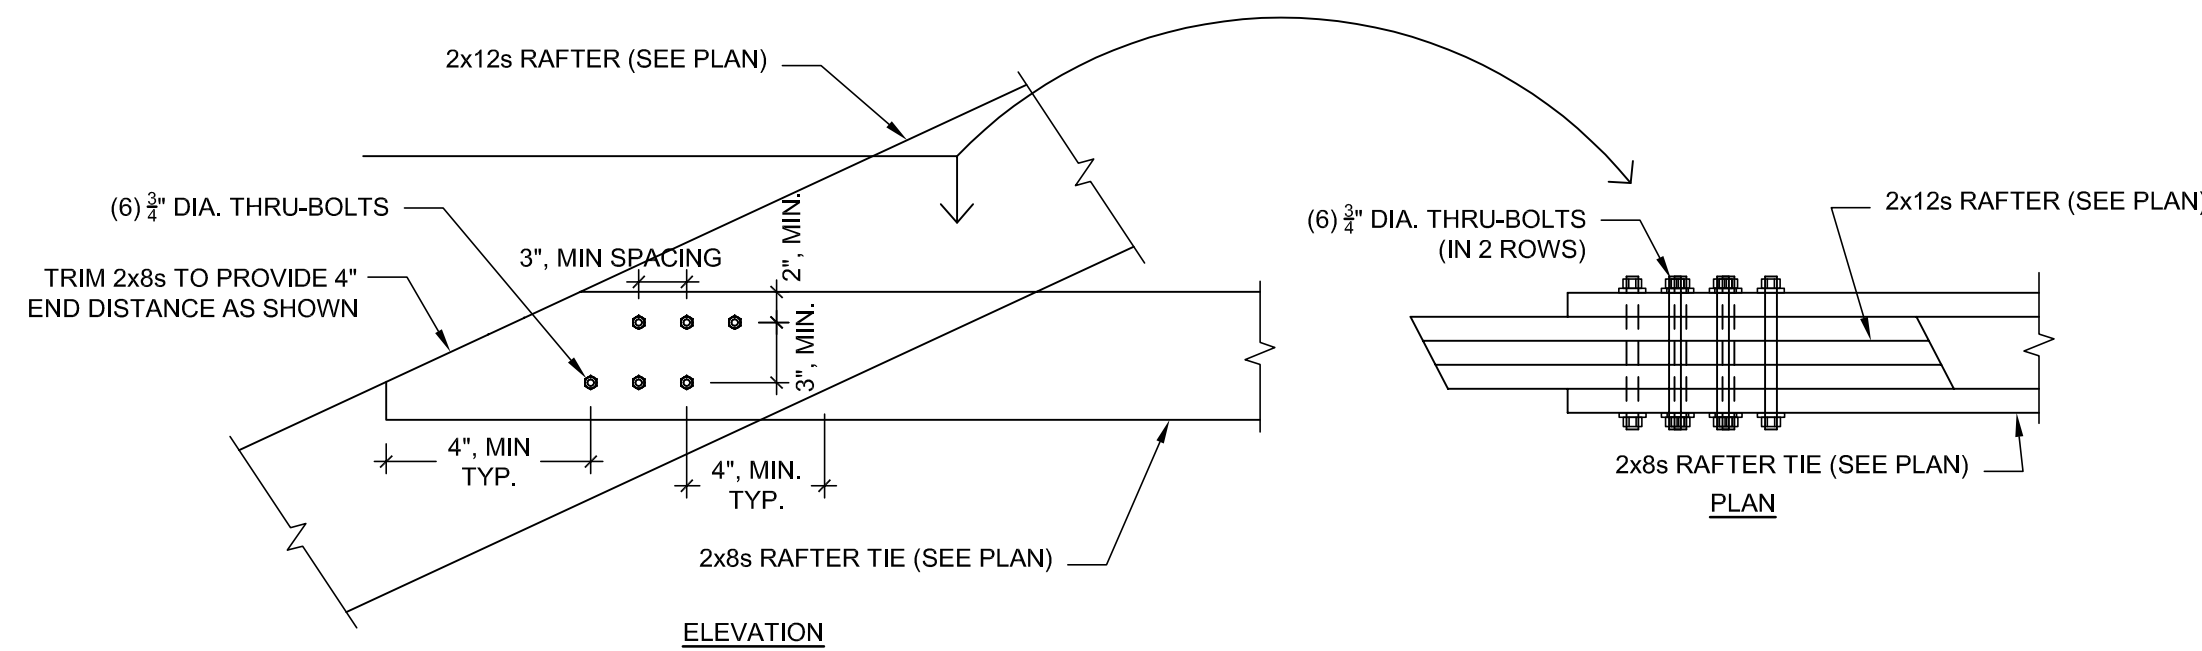 2x12s RAFTER (SEE PLAN)
(6) 3/4" DIA. THRU-BOLTS
TRIM 2x8s TO PROVIDE 4"
END DISTANCE AS SHOWN
3", MIN SPACING
2", MIN.
3", MIN.
4", MIN
TYP.
4", MIN.
TYP.
2x8s RAFTER TIE (SEE PLAN)
ELEVATION
2x12s RAFTER (SEE PLAN)
(6) 3/4" DIA. THRU-BOLTS
(IN 2 ROWS)
2x8s RAFTER TIE (SEE PLAN)
PLAN